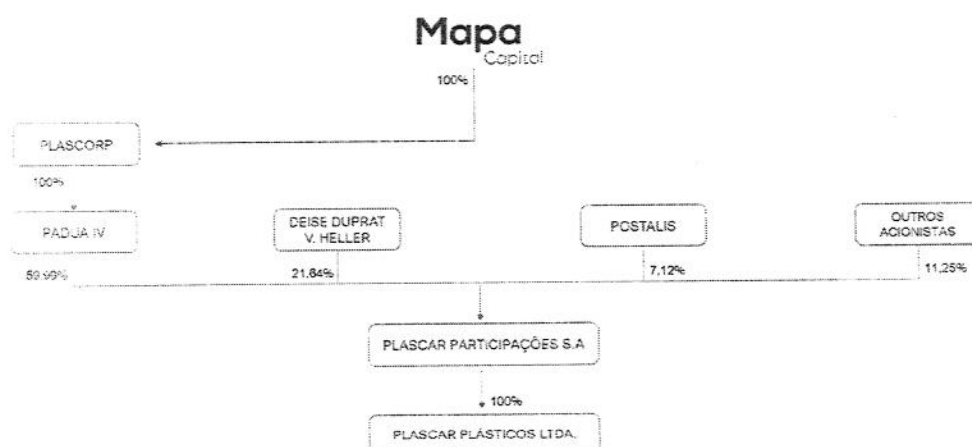 Mapa
Capital
100%
PLASCORP
100%
PADUA IV
DEISE DUPRAT
V. HELLER
POSTALIS
OUTROS
ACIONISTAS
59.99%
21.64%
7,12%
11,25%
PLASCAR PARTICIPAÇÕES S.A
100%
PLASCAR PLÁSTICOS LTDA.